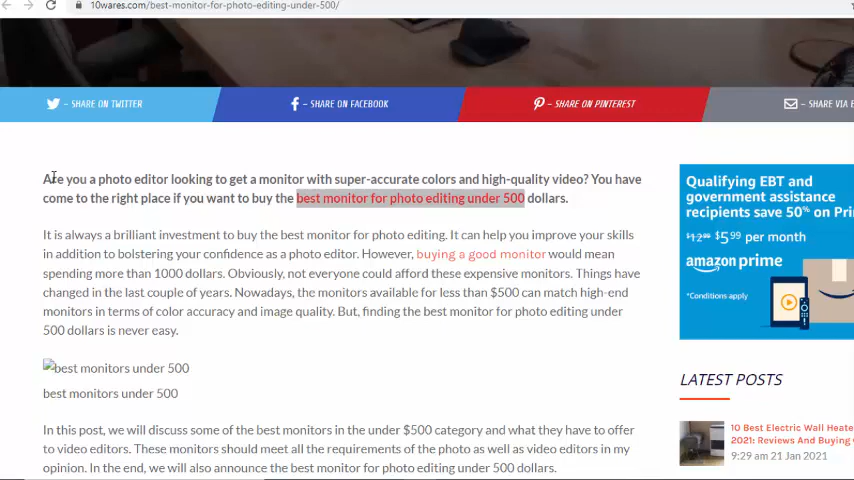 10wares.com/best-monitor-for-photo-editing-under-500/
– SHARE ON TWITTER
– SHARE ON FACEBOOK
– SHARE ON PINTEREST
– SHARE VIA E
Are you a photo editor looking to get a monitor with super-accurate colors and high-quality video? You have
come to the right place if you want to buy the best monitor for photo editing under 500 dollars.
It is always a brilliant investment to buy the best monitor for photo editing. It can help you improve your skills
in addition to bolstering your confidence as a photo editor. However, buying a good monitor would mean
spending more than 1000 dollars. Obviously, not everyone could afford these expensive monitors. Things have
changed in the last couple of years. Nowadays, the monitors available for less than $500 can match high-end
monitors in terms of color accuracy and image quality. But, finding the best monitor for photo editing under
500 dollars is never easy.
best monitors under 500
best monitors under 500
In this post, we will discuss some of the best monitors in the under $500 category and what they have to offer
to video editors. These monitors should meet all the requirements of the photo as well as video editors in my
opinion. In the end, we will also announce the best monitor for photo editing under 500 dollars.
Qualifying EBT and
government assistance
recipients save 50% on Pri
$12.99 $5.99 per month
amazon prime
*Conditions apply
LATEST POSTS
10 Best Electric Wall Heate
2021: Reviews And Buying
9:29 am 21 Jan 2021